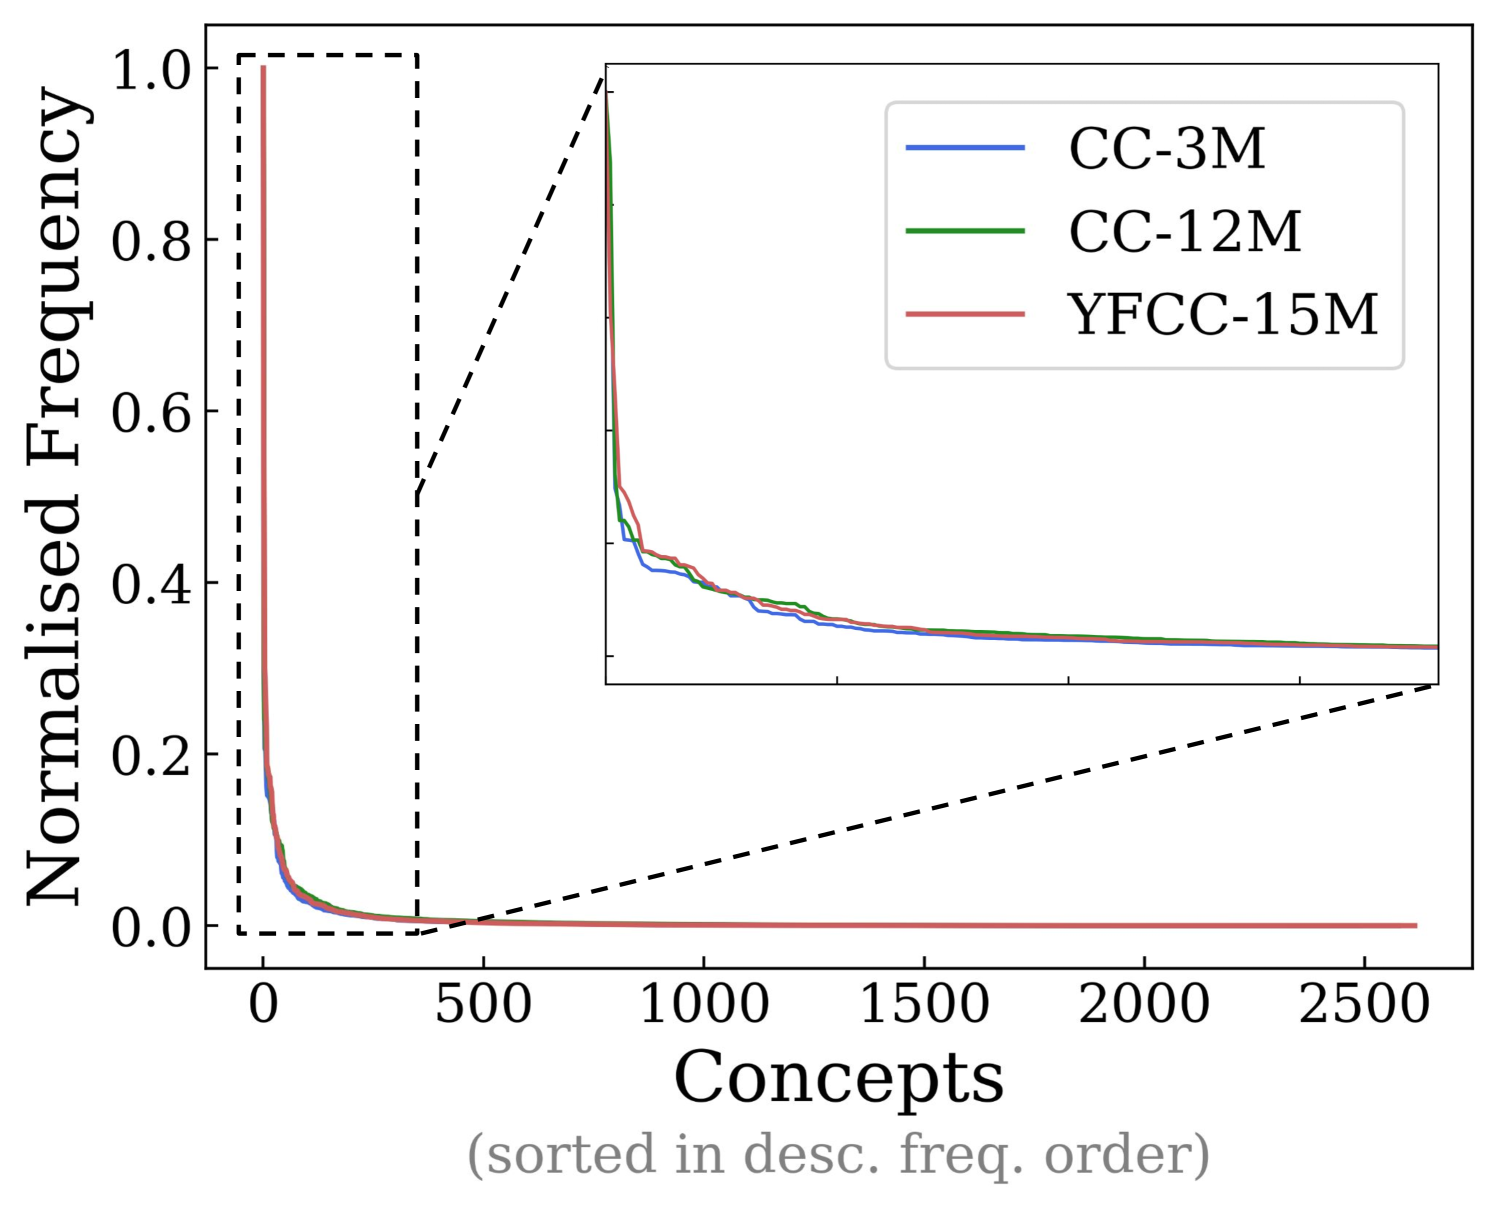 Normalised Frequency
1.0
0.8
0.6
0.4
0.2
0.0
CC-3M
CC-12M
YFCC-15M
0 500 1000 1500 2000 2500
Concepts
(sorted in desc. freq. order)